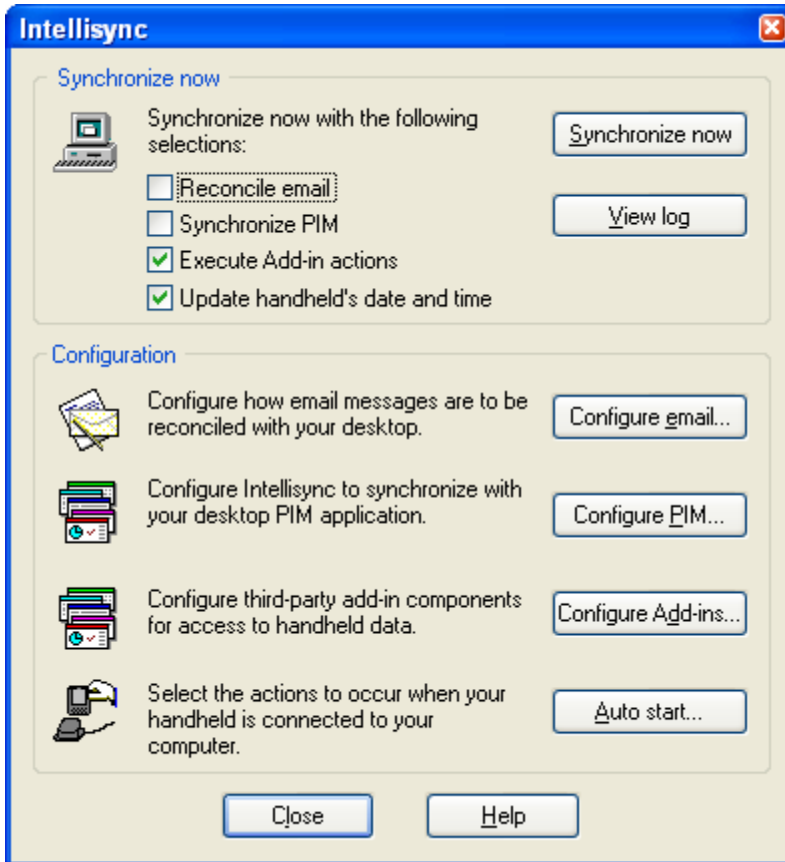 Intellisync
Synchronize now
Synchronize now with the following
selections:
Synchronize now
Reconcile email
Synchronize PIM
View log
Execute Add-in actions
Update handheld's date and time
Configuration
Configure how email messages are to be
reconciled with your desktop.
Configure email...
Configure Intellisync to synchronize with
your desktop PIM application.
Configure PIM...
Configure third-party add-in components
for access to handheld data.
Configure Add-ins...
Select the actions to occur when your
handheld is connected to your
computer.
Auto start...
Close
Help